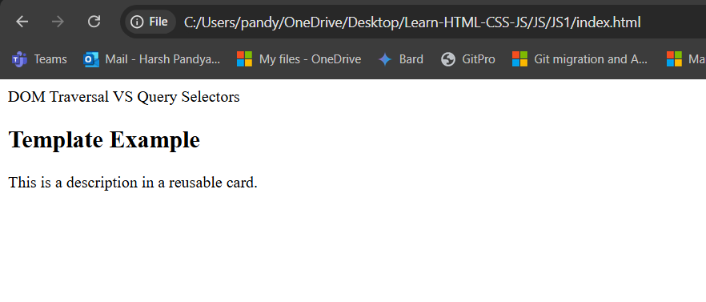 File
C:/Users/pandy/OneDrive/Desktop/Learn-HTML-CSS-JS/JS/JS1/index.html
Teams
Mail - Harsh Pandya...
My files - OneDrive
Bard
GitPro
Git migration and A...
Ma
DOM Traversal VS Query Selectors
Template Example
This is a description in a reusable card.